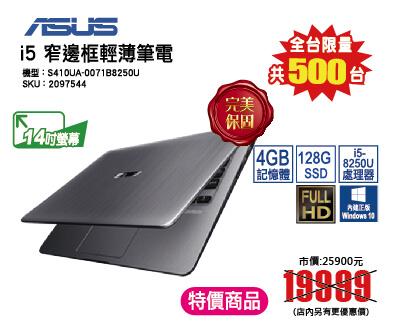 ASUS
i5 窄邊框輕薄筆電
機型：S410UA-0071B8250U
SKU：2097544
全台限量
共500台
完美
保固
14吋螢幕
4GB
記憶體
128G
SSD
i5-
8250U
處理器
FULL
HD
內建正版
Windows 10
市價:25900元
19999
(店內另有更優惠價)
特價商品